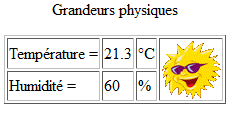 Grandeurs physiques
Température = 21.3 °C
Humidité = 60 %